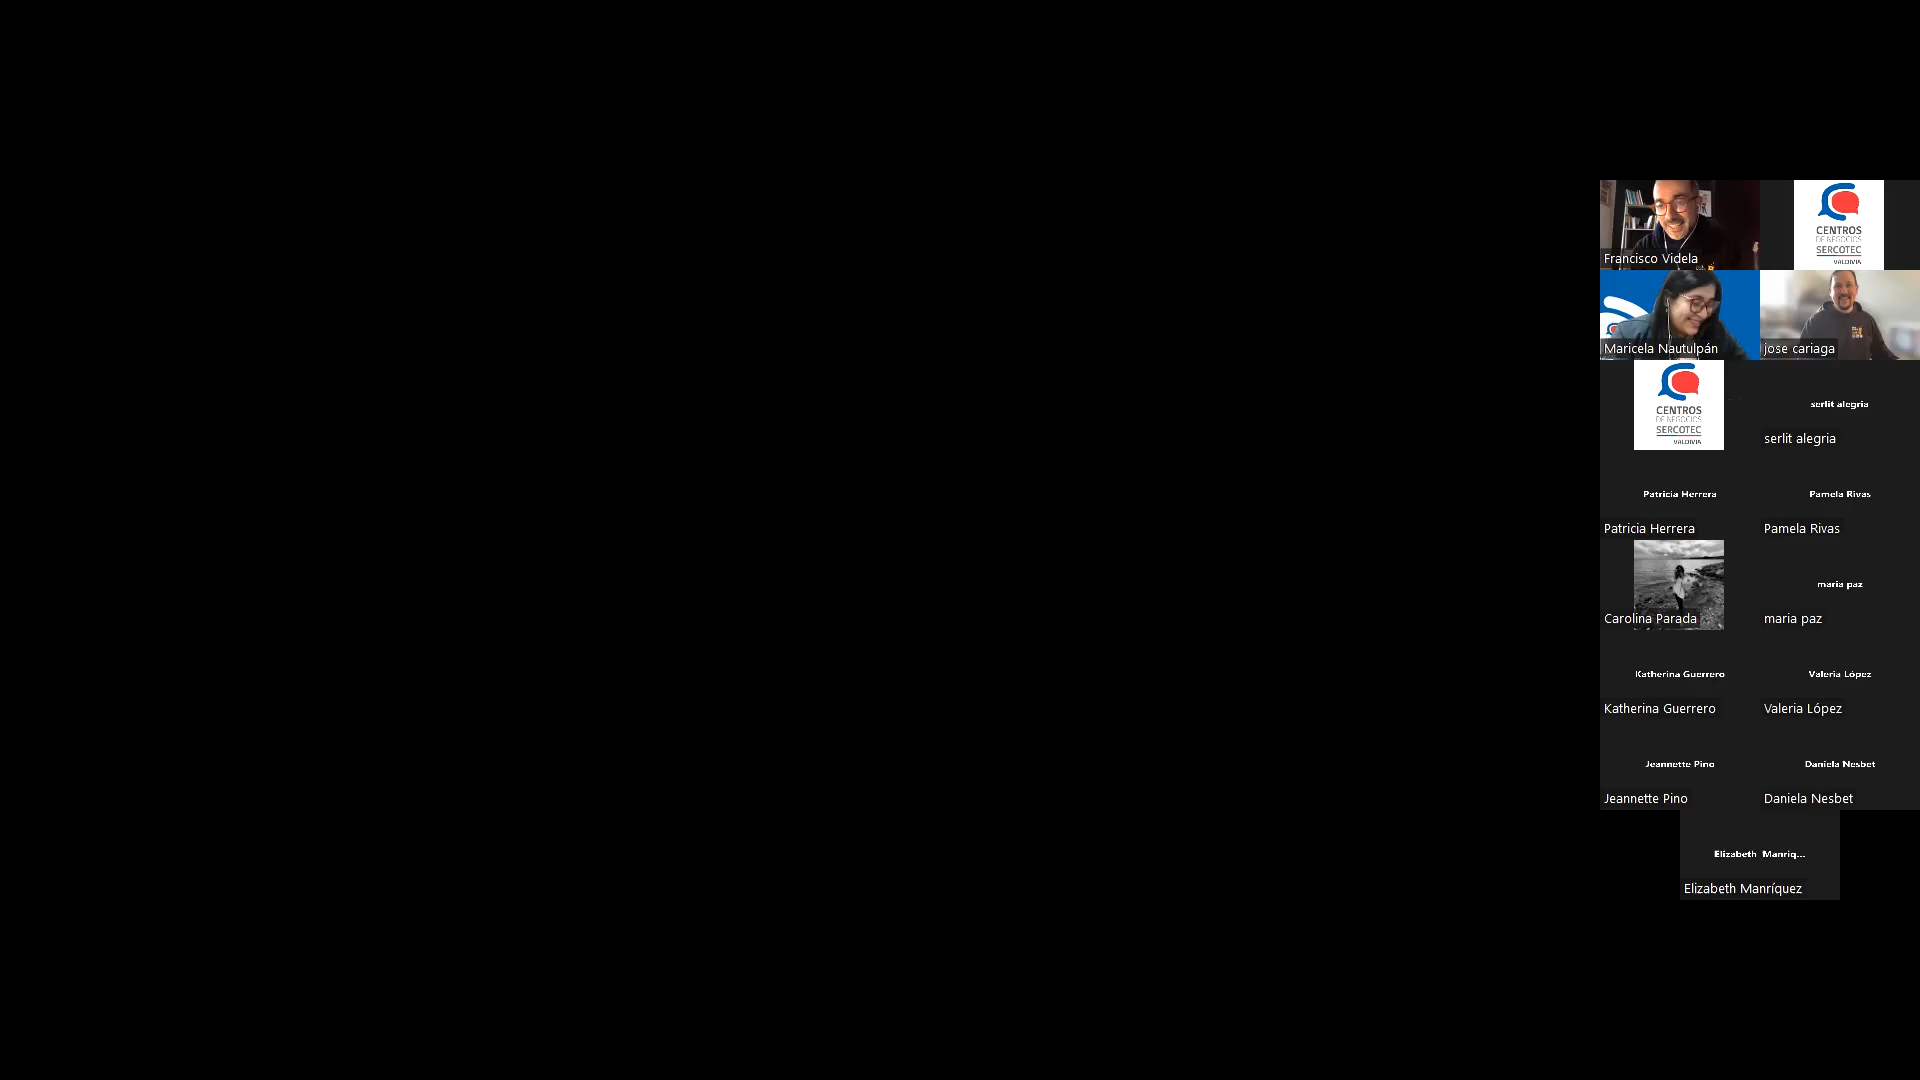 Francisco Videla
CENTROS
DE NEGOCIOS
SERCOTEC
VALDIVIA
Maricela Nautulpán
jose cariaga
CENTROS
DE NEGOCIOS
SERCOTEC
VALDIVIA
serlit alegria
serlit alegria
Patricia Herrera
Patricia Herrera
Pamela Rivas
Pamela Rivas
Carolina Parada
maria paz
maria paz
Katherina Guerrero
Katherina Guerrero
Valeria López
Valeria López
Jeannette Pino
Jeannette Pino
Daniela Nesbet
Daniela Nesbet
Elizabeth Manriq...
Elizabeth Manríquez